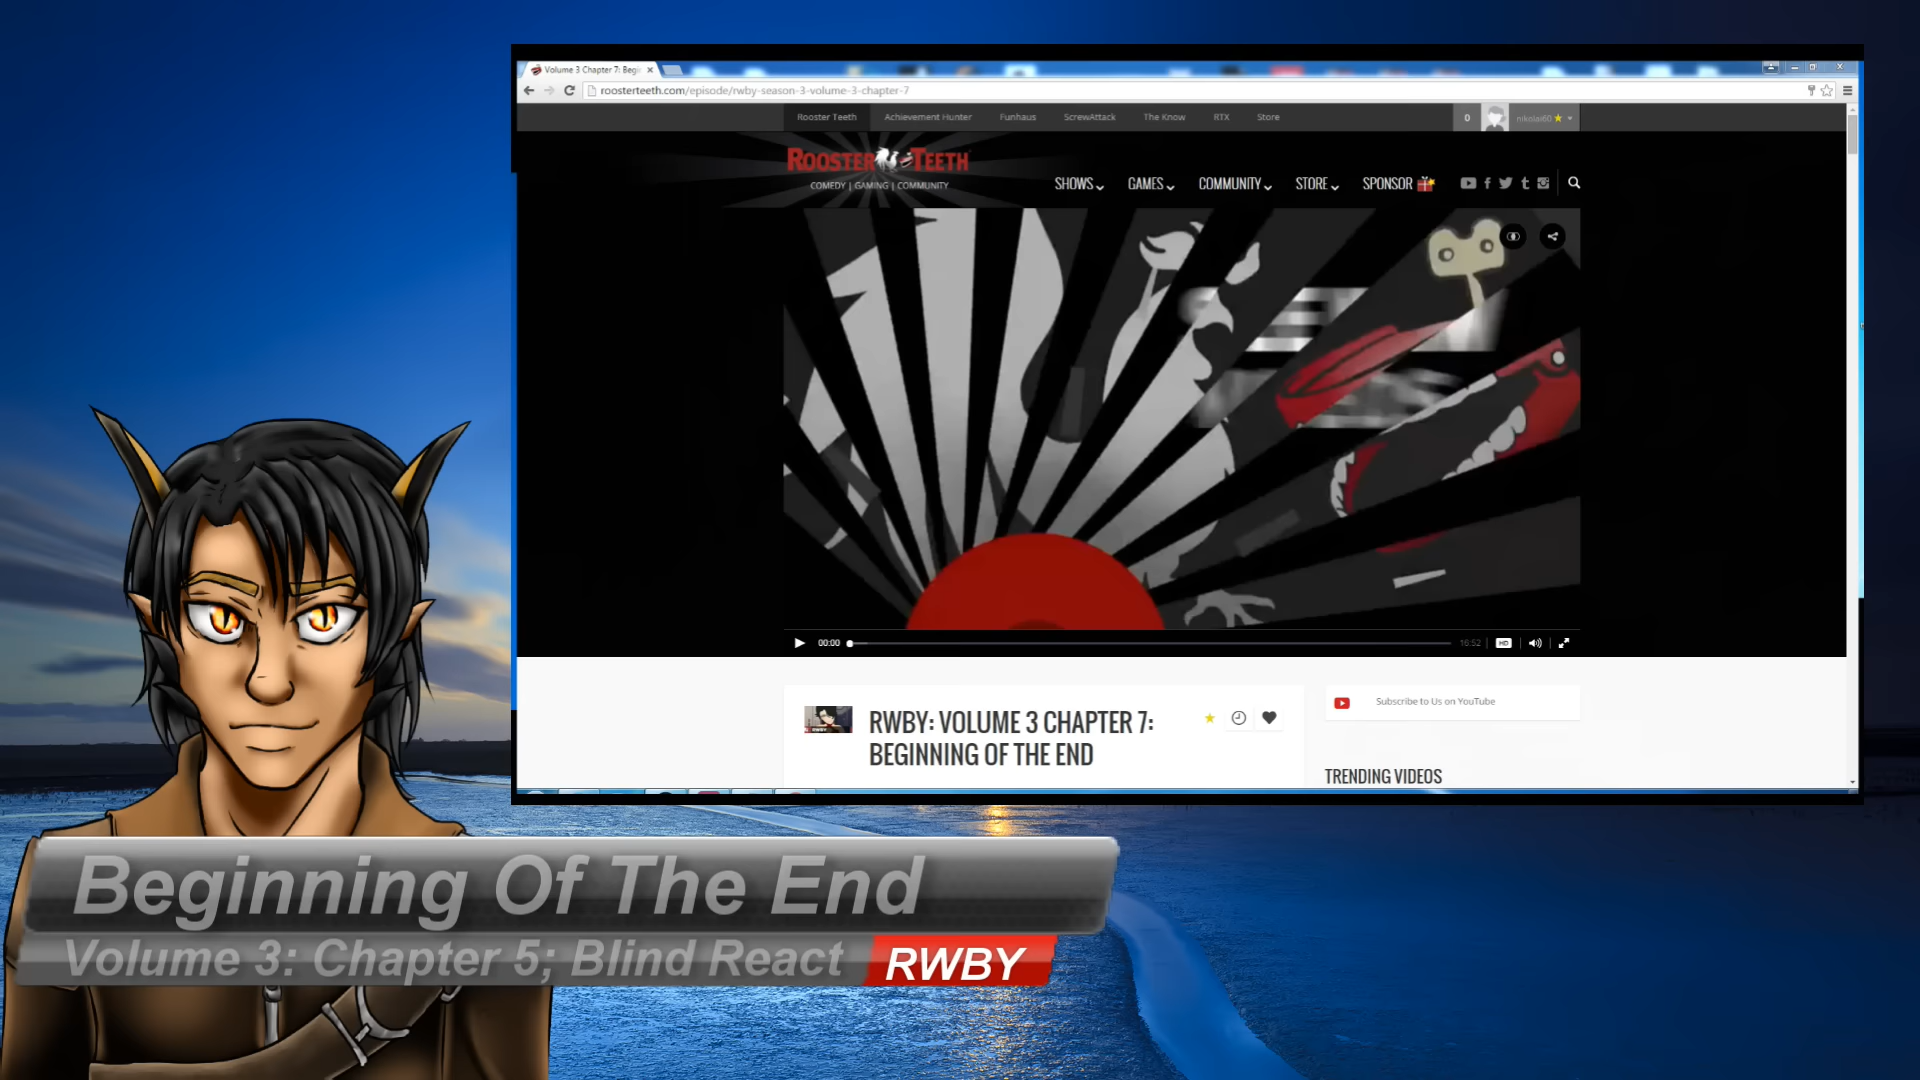 Volume 3 Chapter 7: Begin
roosterteeth.com/episode/rwby-season-3-volume-3-chapter-7
Rooster Teeth Achievement Hunter Funhaus ScrewAttack The Know RTX Store 0 nikolai60
ROOSTER TEETH
COMEDY | GAMING | COMMUNITY
SHOWS GAMES COMMUNITY STORE SPONSOR
00:00 16:52 HD
RWBY: VOLUME 3 CHAPTER 7:
BEGINNING OF THE END
Subscribe to Us on YouTube
TRENDING VIDEOS
Beginning Of The End
Volume 3: Chapter 5; Blind React RWBY